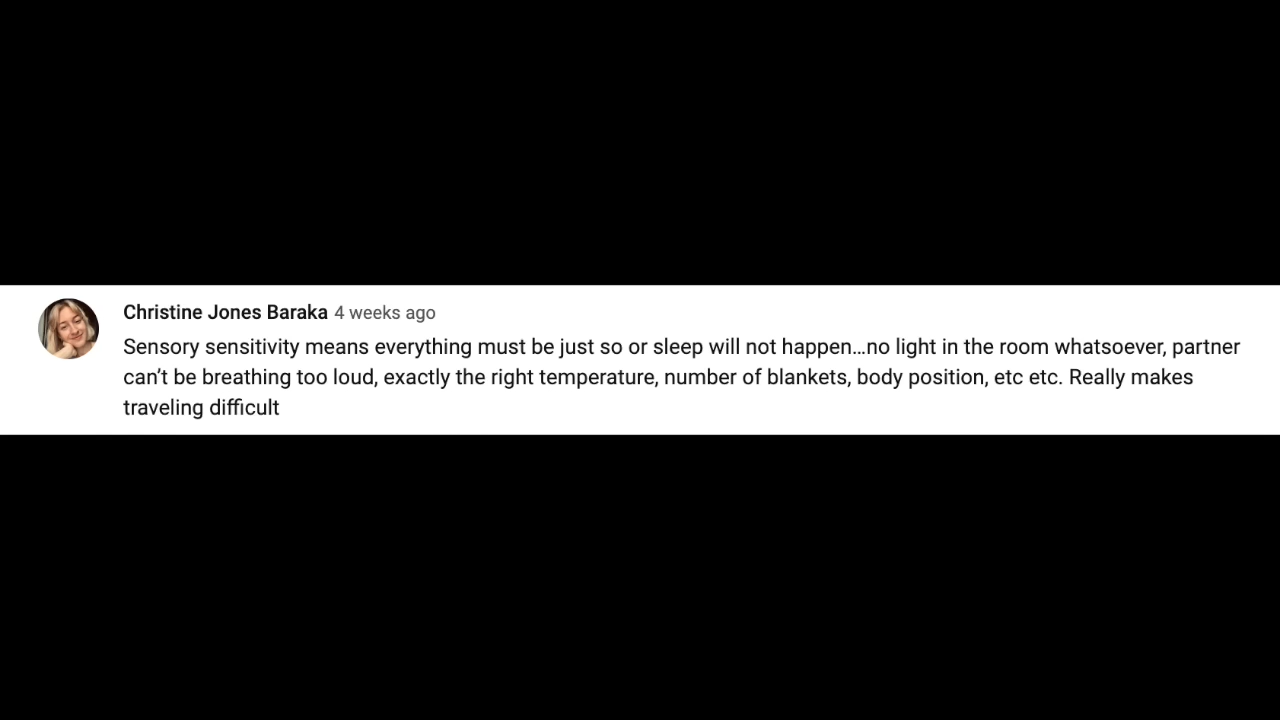 Christine Jones Baraka 4 weeks ago
Sensory sensitivity means everything must be just so or sleep will not happen…no light in the room whatsoever, partner
can’t be breathing too loud, exactly the right temperature, number of blankets, body position, etc etc. Really makes
traveling difficult